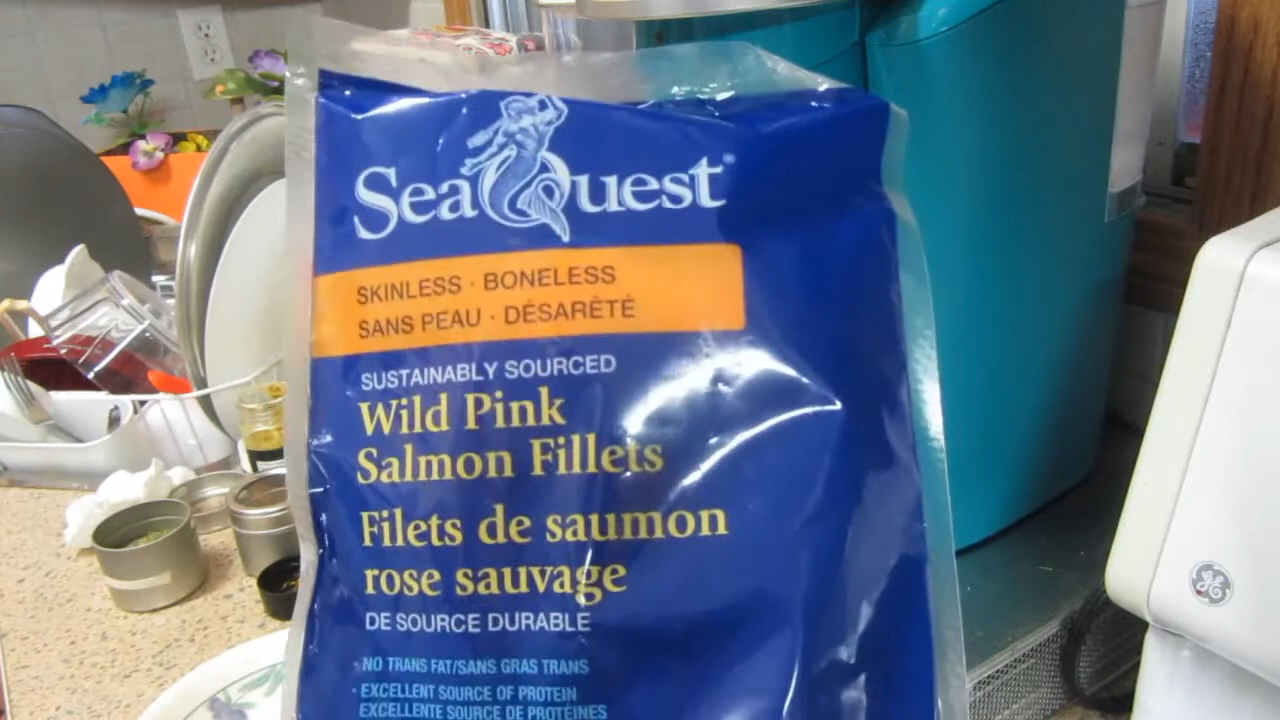 SeaQuest®
SKINLESS · BONELESS
SANS PEAU · DÉSARÊTÉ
SUSTAINABLY SOURCED
Wild Pink
Salmon Fillets
Filets de saumon
rose sauvage
DE SOURCE DURABLE
· NO TRANS FAT/SANS GRAS TRANS
· EXCELLENT SOURCE OF PROTEIN
EXCELLENTE SOURCE DE PROTÉINES
GE